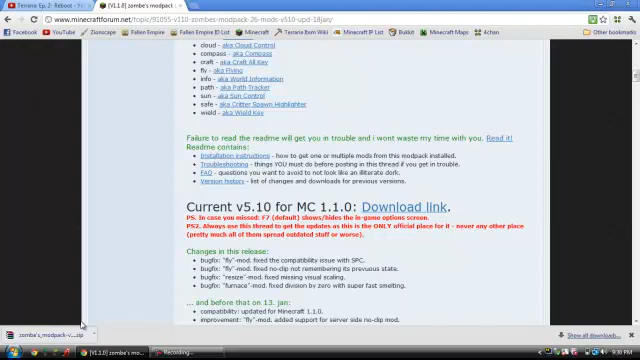 Terraria Ep. 2- Reboot
[V1.1.0] zombe's modpack
www.minecraftforum.net/topic/91055-v110-zombes-modpack-26-mods-v510-upd-18jan/
Facebook
YouTube
Zionscape
Minecraft ID List
Terraria Item Wiki
Minecraft IP List
Bukkit
Minecraft Maps
4chan
Other bookmarks
cloud - aka Cloud Control
compass - aka Compass
craft - aka Craft All Key
fly - aka Flying
info - aka World Information
path - aka Path Tracker
sun - aka Sun Control
safe - aka Critter Spawn Highlighter
wield - aka Wield Key
Failure to read the readme will get you in trouble and i wont waste my time with you. Read it!
Readme contains:
Installation instructions - how to get one or multiple mods from this modpack installed.
Troubleshooting - things YOU must do before posting in this thread if you get in trouble.
FAQ - questions you want to avoid to not look like an illiterate dork.
Version history - list of changes and downloads for previous versions.
Current v5.10 for MC 1.1.0: Download link.
PS. In case you missed: F7 (default) shows/hides the in-game options screen.
PS2. Always use this thread to get the updates as this is the ONLY official place for it - never any other place
(pretty much all of them spread outdated stuff or worse).
Changes in this release:
bugfix: "fly"-mod. fixed the compatibility issue with SPC.
bugfix: "fly"-mod. fixed no-clip not remembering its prevuous state.
bugfix: "resize"-mod. fixed missing visual scaling.
bugfix: "furnace"-mod. fixed division by zero with super fast smelting.
... and before that on 13. jan:
compatibility: updated for Minecraft 1.1.0.
improvement: "fly"-mod. added support for server side no-clip mod.
zombe's_modpack-v....zip
Show all downloads...
[V1.1.0] zombe's mod...
Recording...
9:30 PM